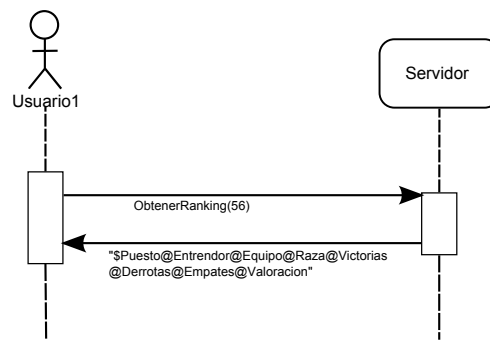 Servidor
Usuario1
ObtenerRanking(56)
"$Puesto@Entrendor@Equipo@Raza@Victorias
@Derrotas@Empates@Valoracion"